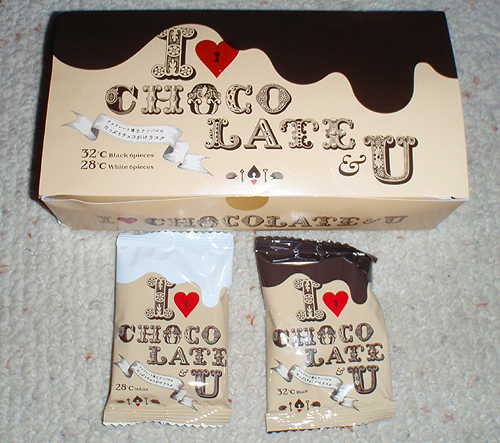 I
CHOCO
LATE
& U
32℃ Black 6pieces
28℃ White 6pieces
I CHOCOLATE & U
I
CHOCO
LATE
& U
28℃ White
I
CHOCO
LATE
& U
32℃ Black